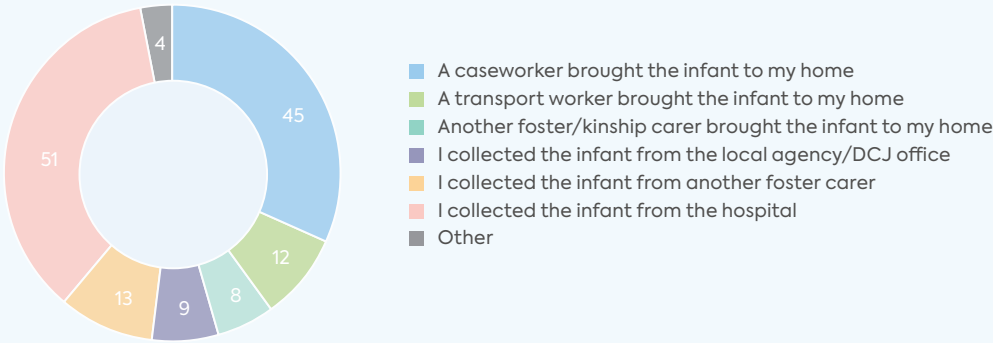 4
45
51
12
8
9
13
A caseworker brought the infant to my home
A transport worker brought the infant to my home
Another foster/kinship carer brought the infant to my home
I collected the infant from the local agency/DCJ office
I collected the infant from another foster carer
I collected the infant from the hospital
Other